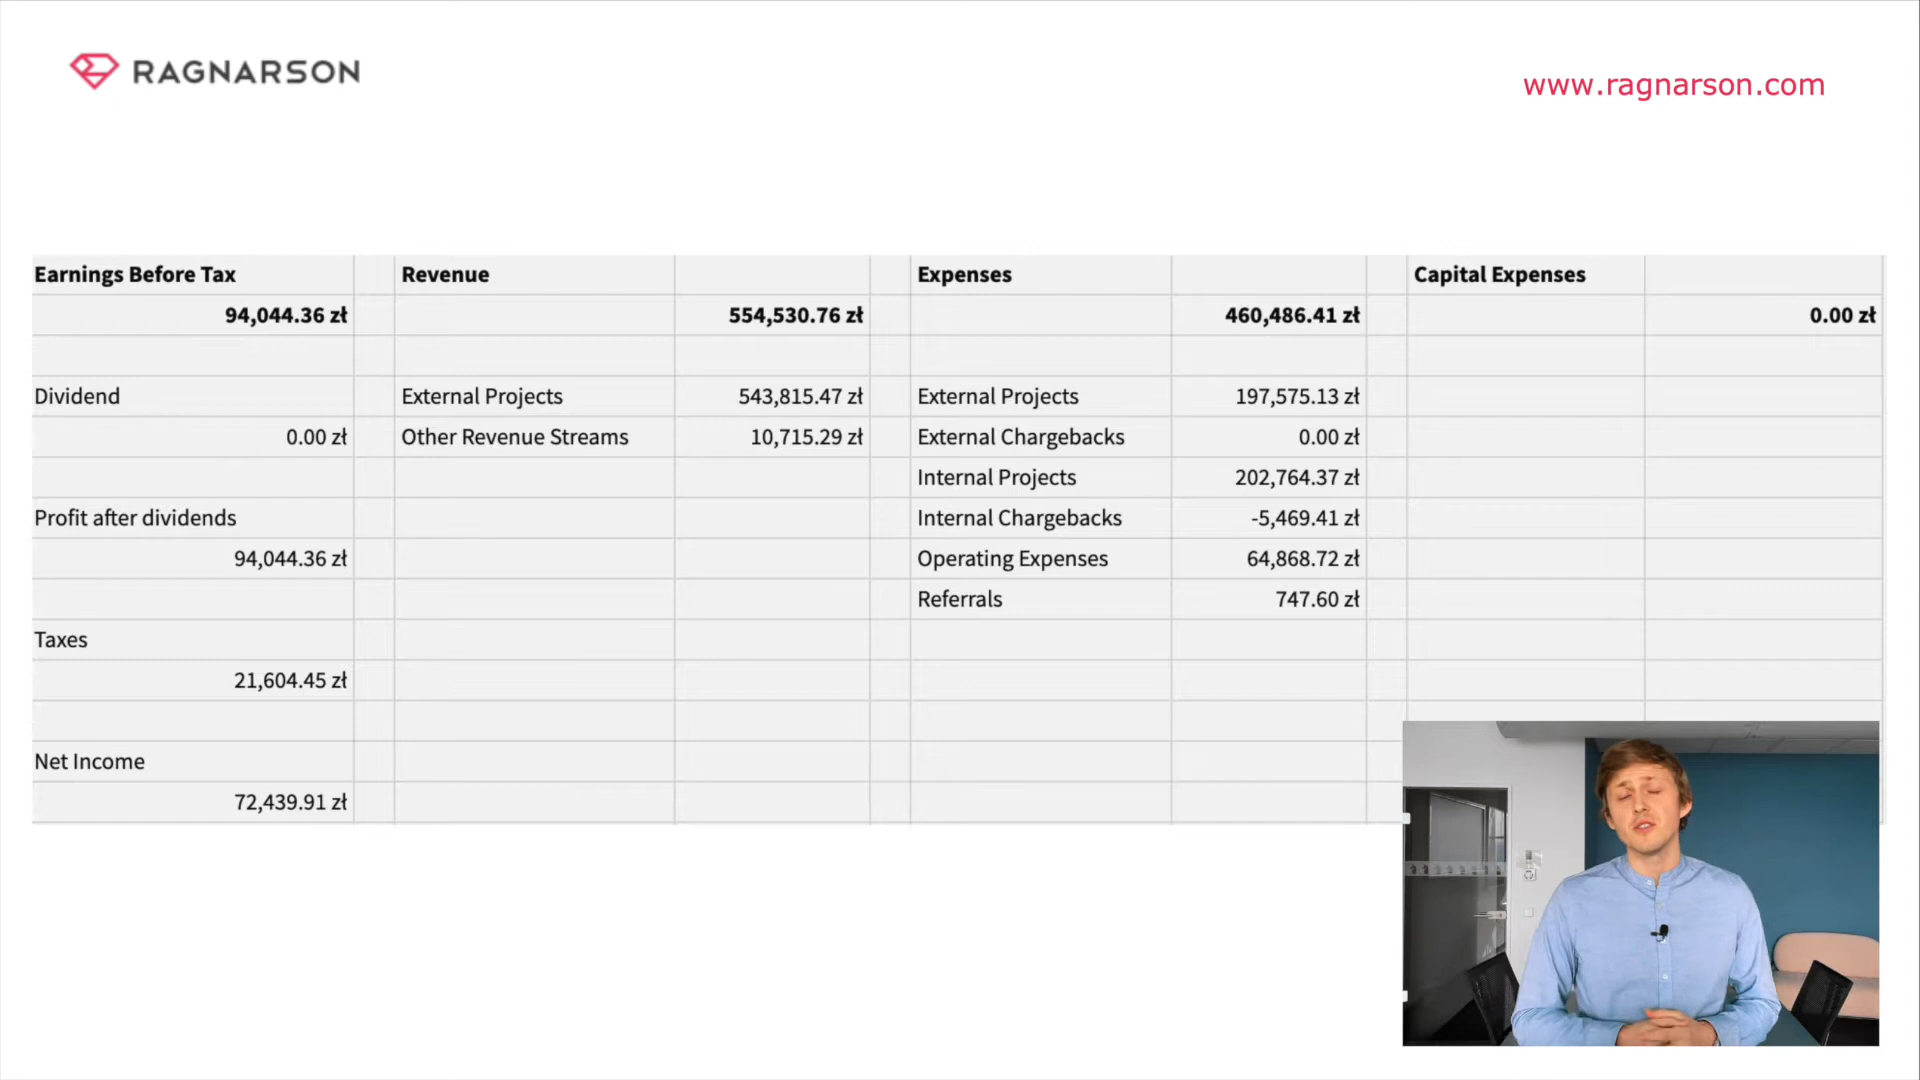 RAGNARSON
www.ragnarson.com
Earnings Before Tax Revenue Expenses Capital Expenses
94,044.36 zł 554,530.76 zł 460,486.41 zł 0.00 zł
Dividend External Projects 543,815.47 zł External Projects 197,575.13 zł
0.00 zł Other Revenue Streams 10,715.29 zł External Chargebacks 0.00 zł
Internal Projects 202,764.37 zł
Profit after dividends Internal Chargebacks -5,469.41 zł
94,044.36 zł Operating Expenses 64,868.72 zł
Referrals 747.60 zł
Taxes
21,604.45 zł
Net Income
72,439.91 zł